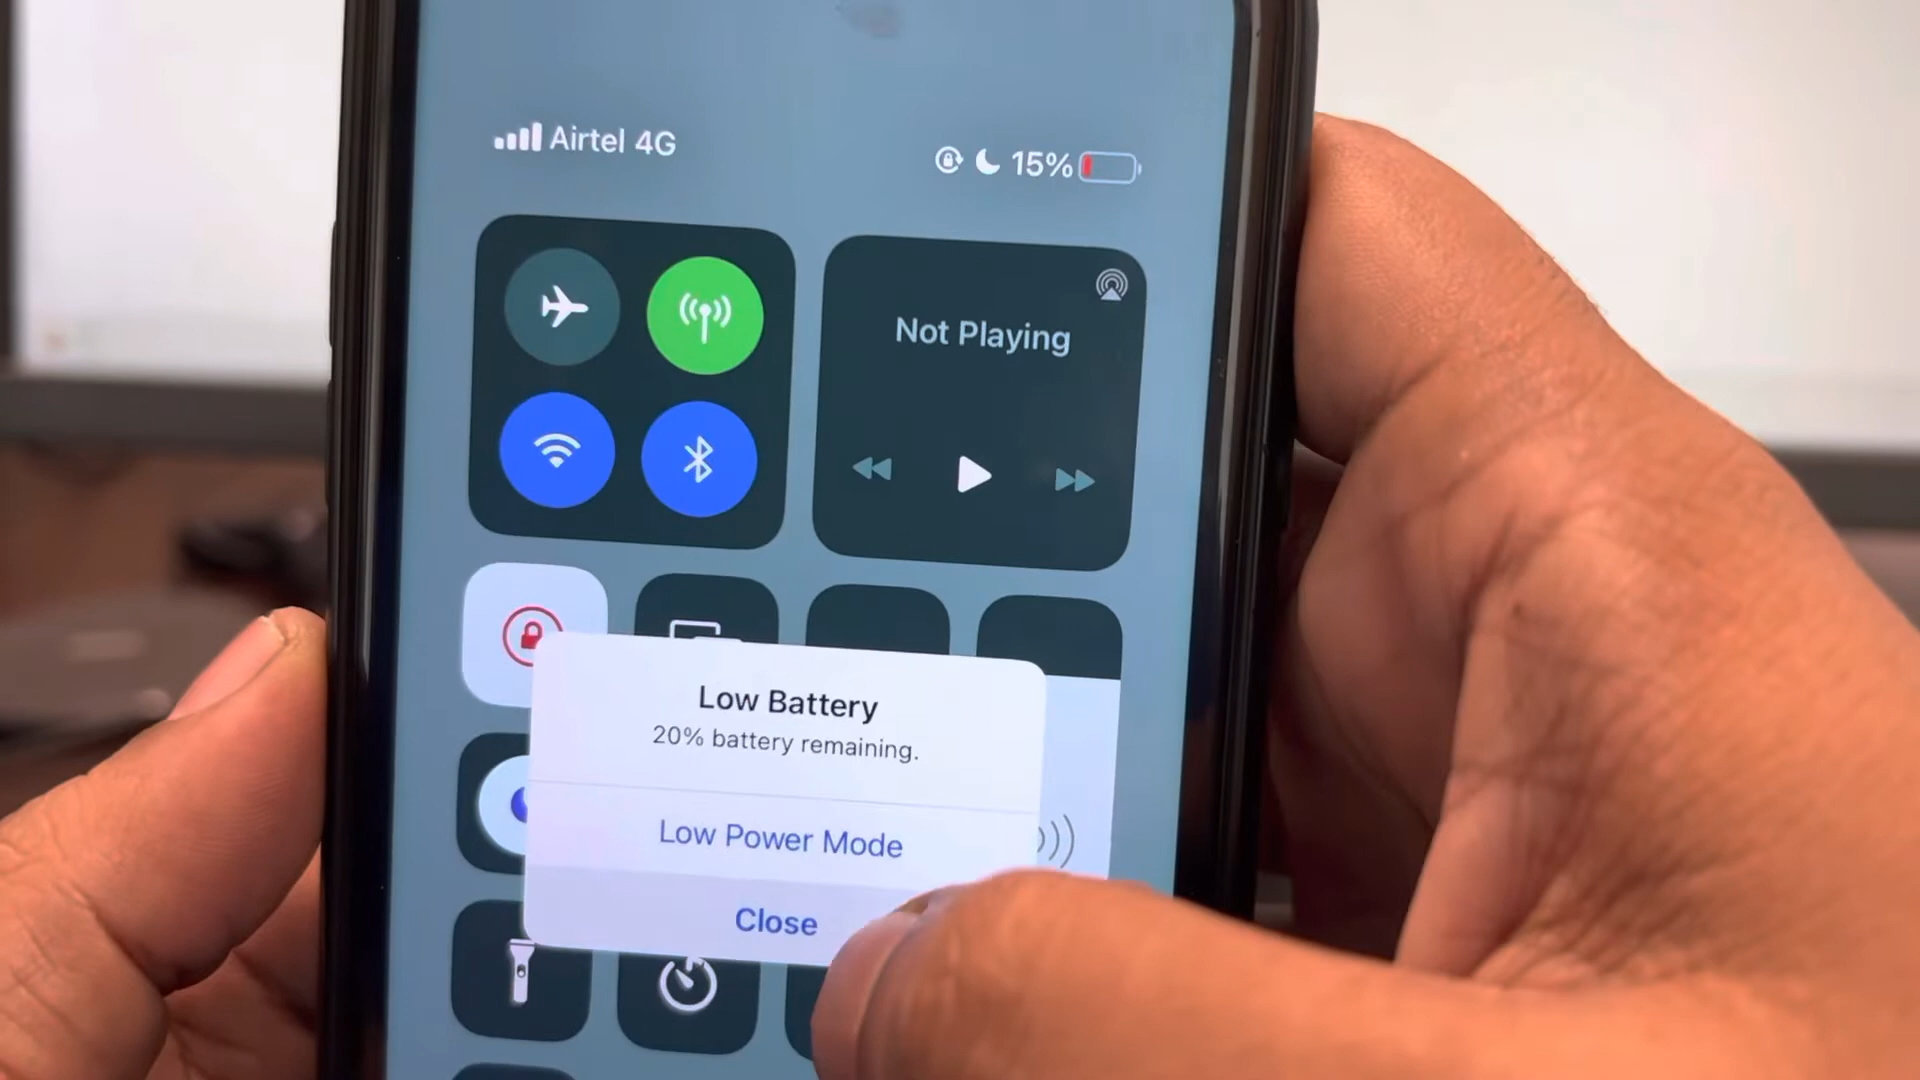 Airtel 4G
15%
Not Playing
Low Battery
20% battery remaining.
Low Power Mode
Close